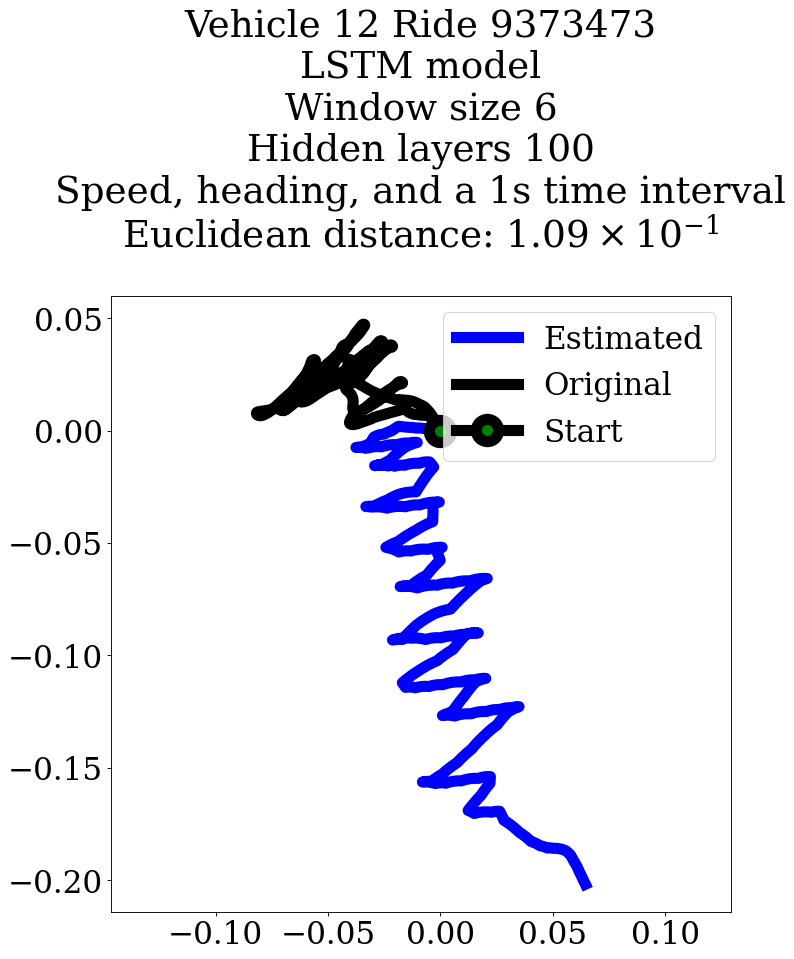 Vehicle 12 Ride 9373473
LSTM model
Window size 6
Hidden layers 100
Speed, heading, and a 1s time interval
Euclidean distance: 1.09 × 10⁻¹
0.05
0.00
−0.05
−0.10
−0.15
−0.20
Estimated
Original
Start
−0.10 −0.05 0.00 0.05 0.10